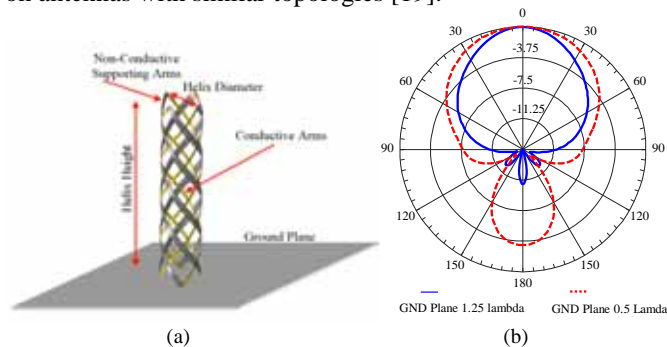 on antennas with similar topologies [19].
Non-Conductive
Supporting Arms
Helix Diameter
Conductive Arms
Helix Height
Ground Plane
(a)
0
30
30
-3.75
60
60
-7.5
-11.25
90
90
120
120
150
150
180
GND Plane 1.25 lambda
GND Plane 0.5 Lamda
(b)